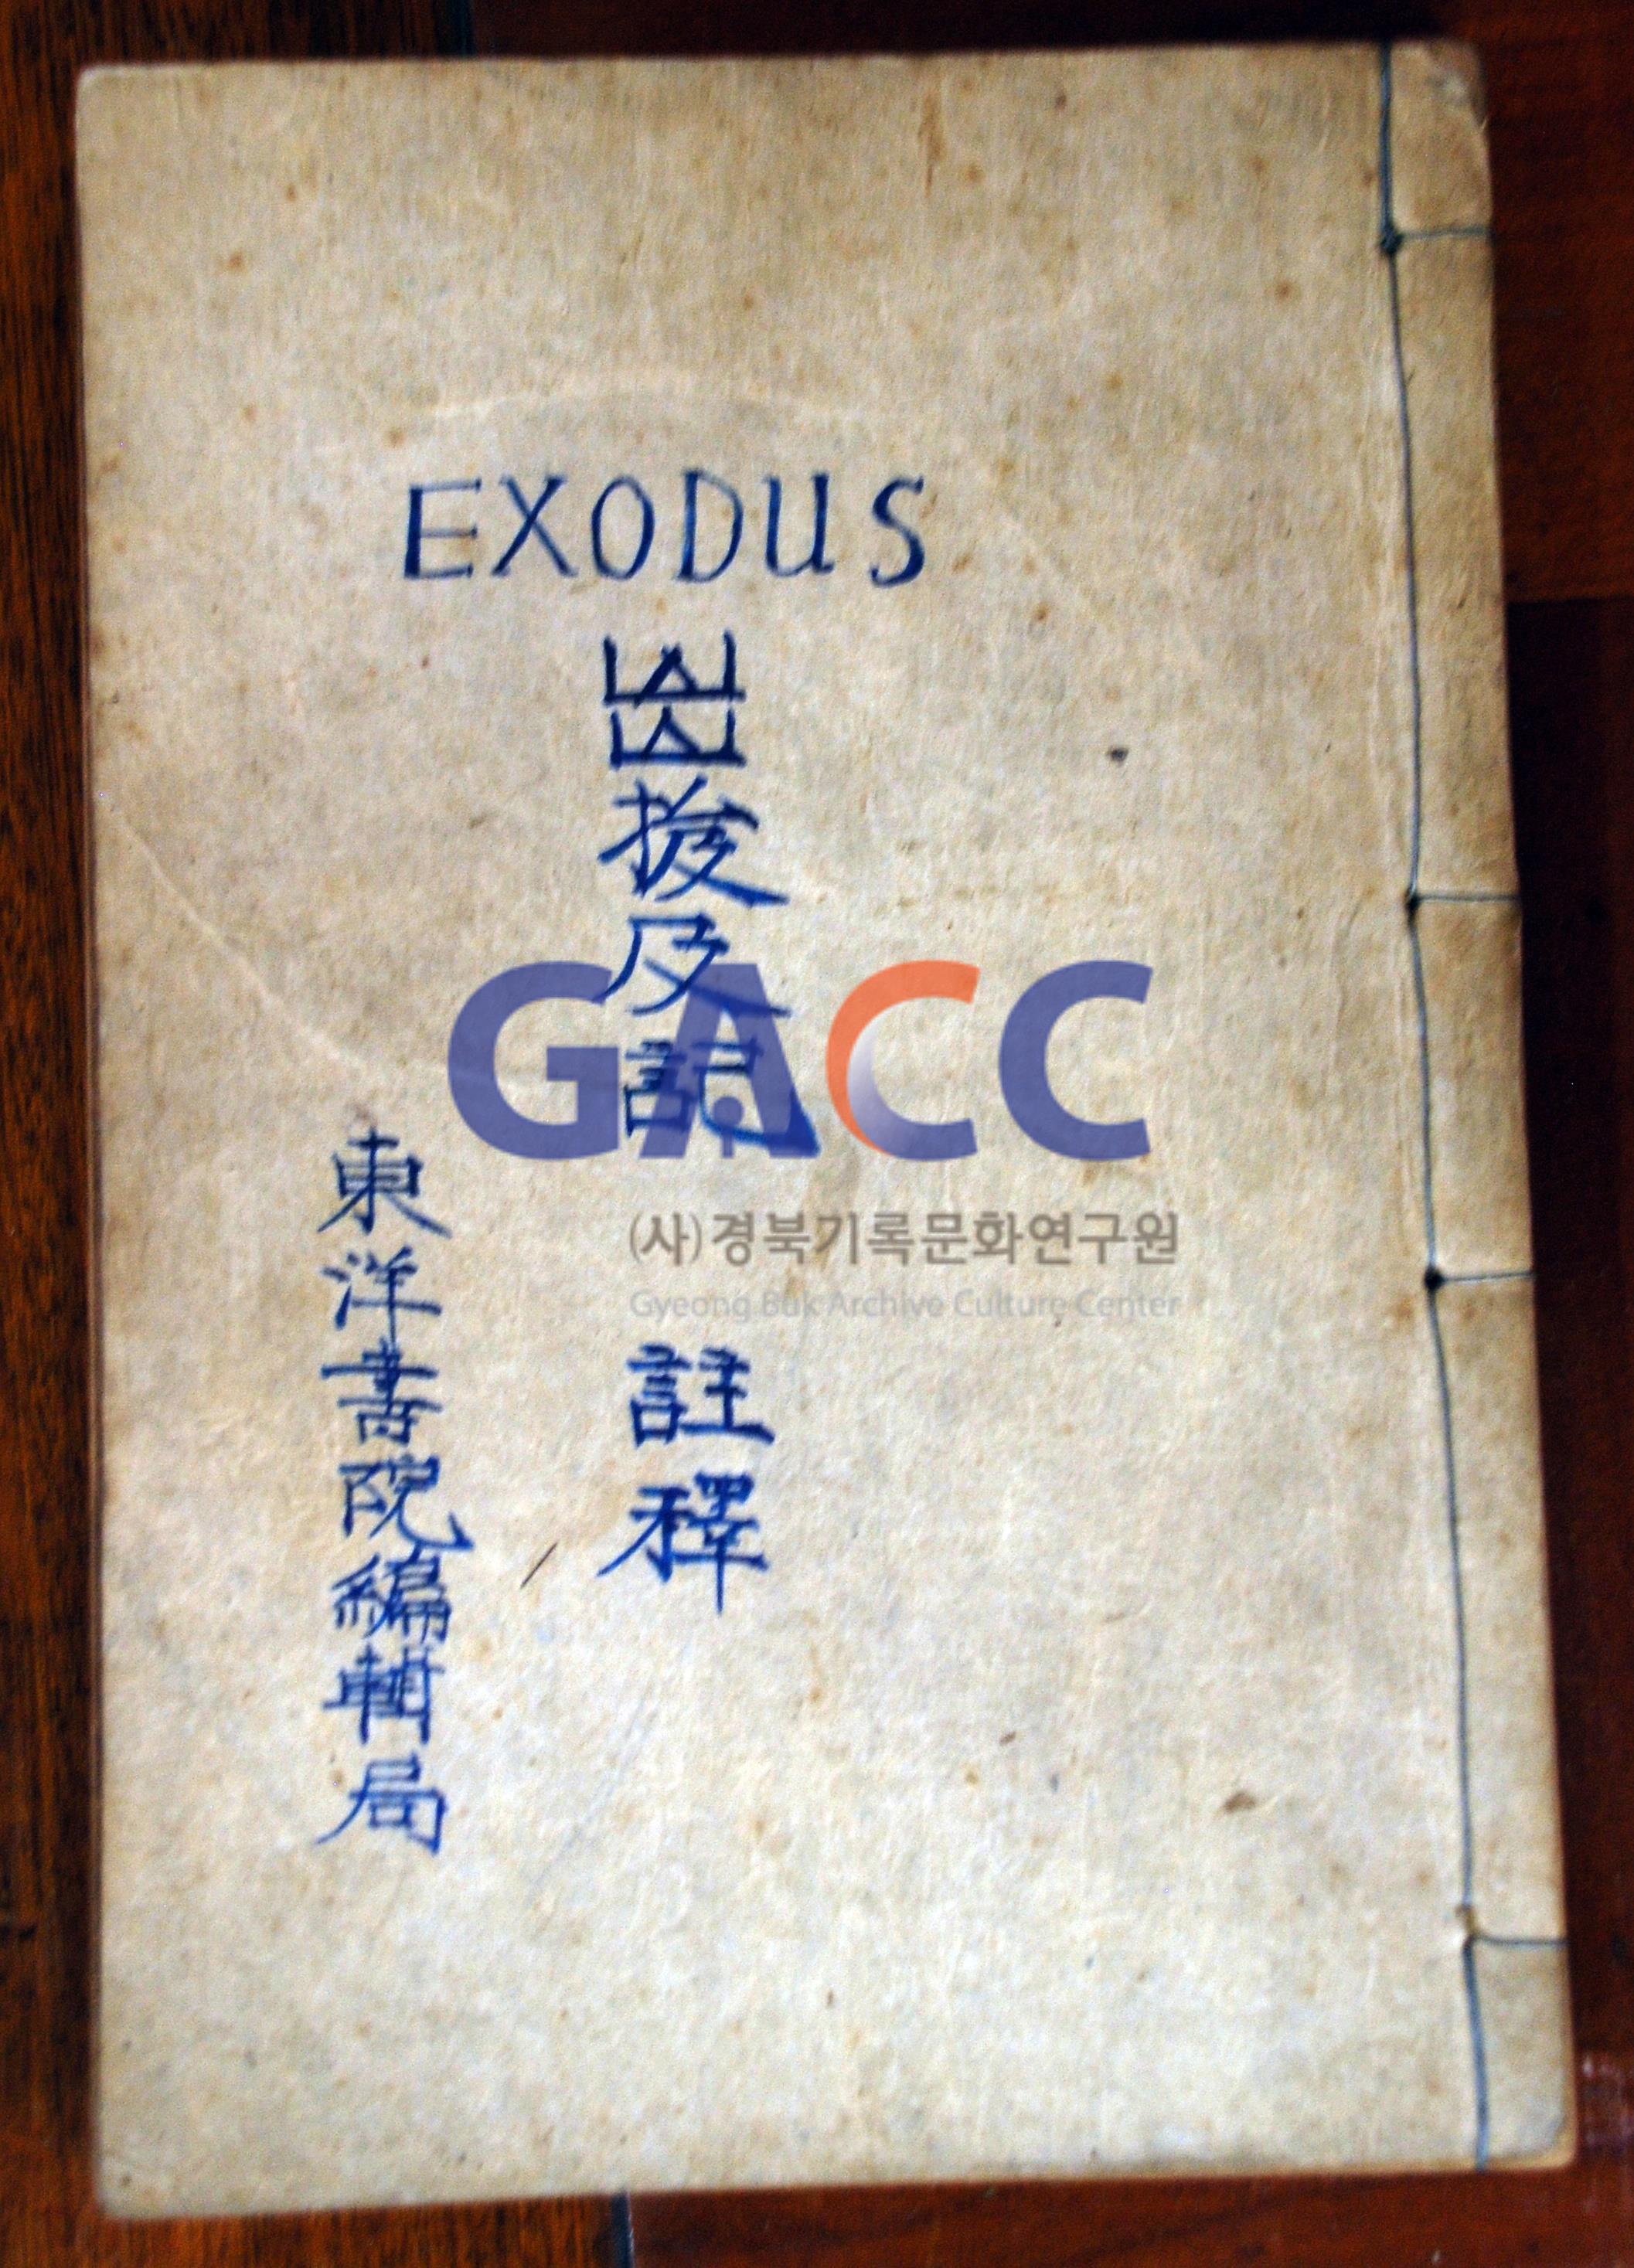 EXODUS
出埃及記 註釋
東洋書院編輯局
GACC
(사)경북기록문화연구원
Gyeong Buk Archive Culture Center